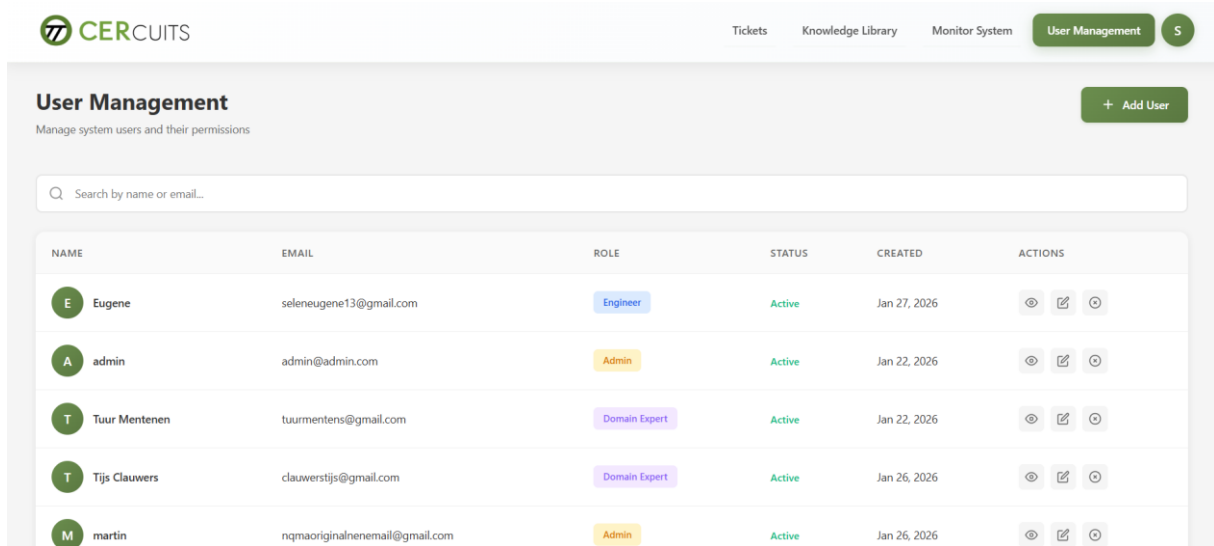 CERCUITS
Tickets Knowledge Library Monitor System User Management S
User Management
+ Add User
Manage system users and their permissions
Search by name or email...
NAME EMAIL ROLE STATUS CREATED ACTIONS
E Eugene seleneugene13@gmail.com Engineer Active Jan 27, 2026
A admin admin@admin.com Admin Active Jan 22, 2026
T Tuur Mentenen tuurmentens@gmail.com Domain Expert Active Jan 22, 2026
T Tijs Clauwers clauwerstijs@gmail.com Domain Expert Active Jan 26, 2026
M martin nqmaoriginalnenemail@gmail.com Admin Active Jan 26, 2026